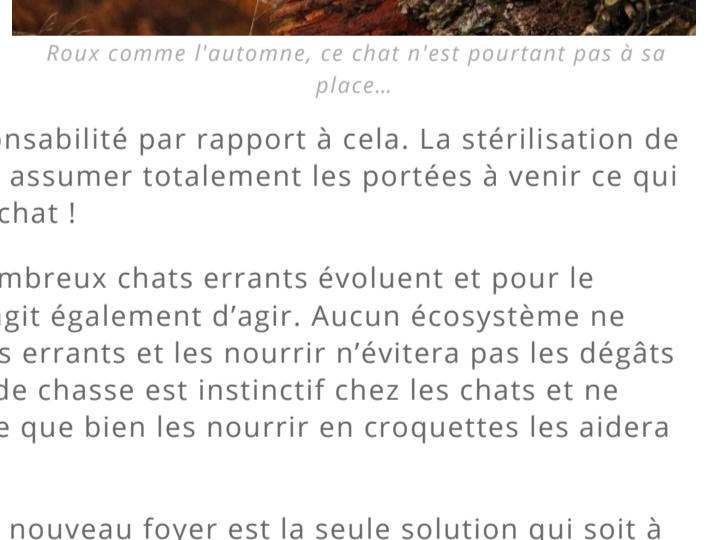 Roux comme l'automne, ce chat n'est pourtant pas à sa
place…
par rapport à cela. La stérilisation de
assumer totalement les portées à venir ce qui
chat !
chats errants évoluent et pour le
également d’agir. Aucun écosystème ne
errants et les nourrir n’évitera pas les dégâts
de chasse est instinctif chez les chats et ne
que bien les nourrir en croquettes les aidera
nouveau foyer est la seule solution qui soit à